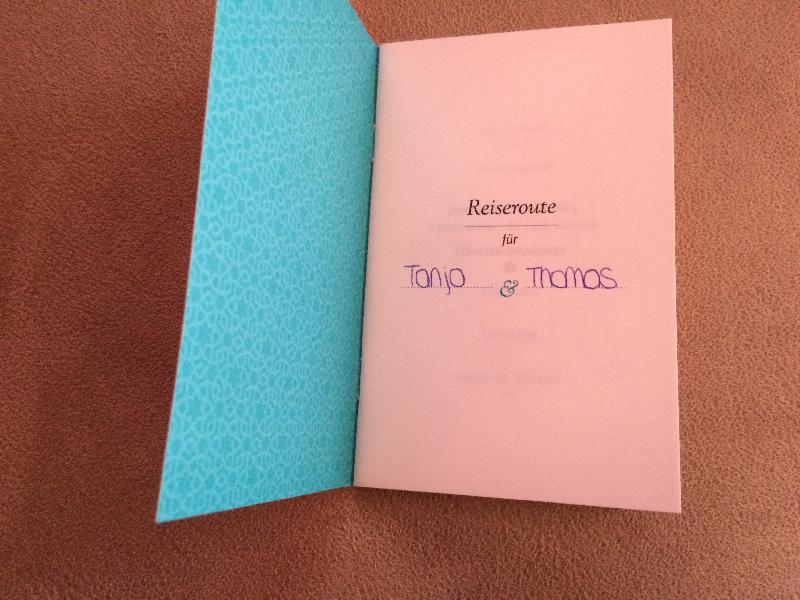 Reiseroute
für
Tanja & Thomas